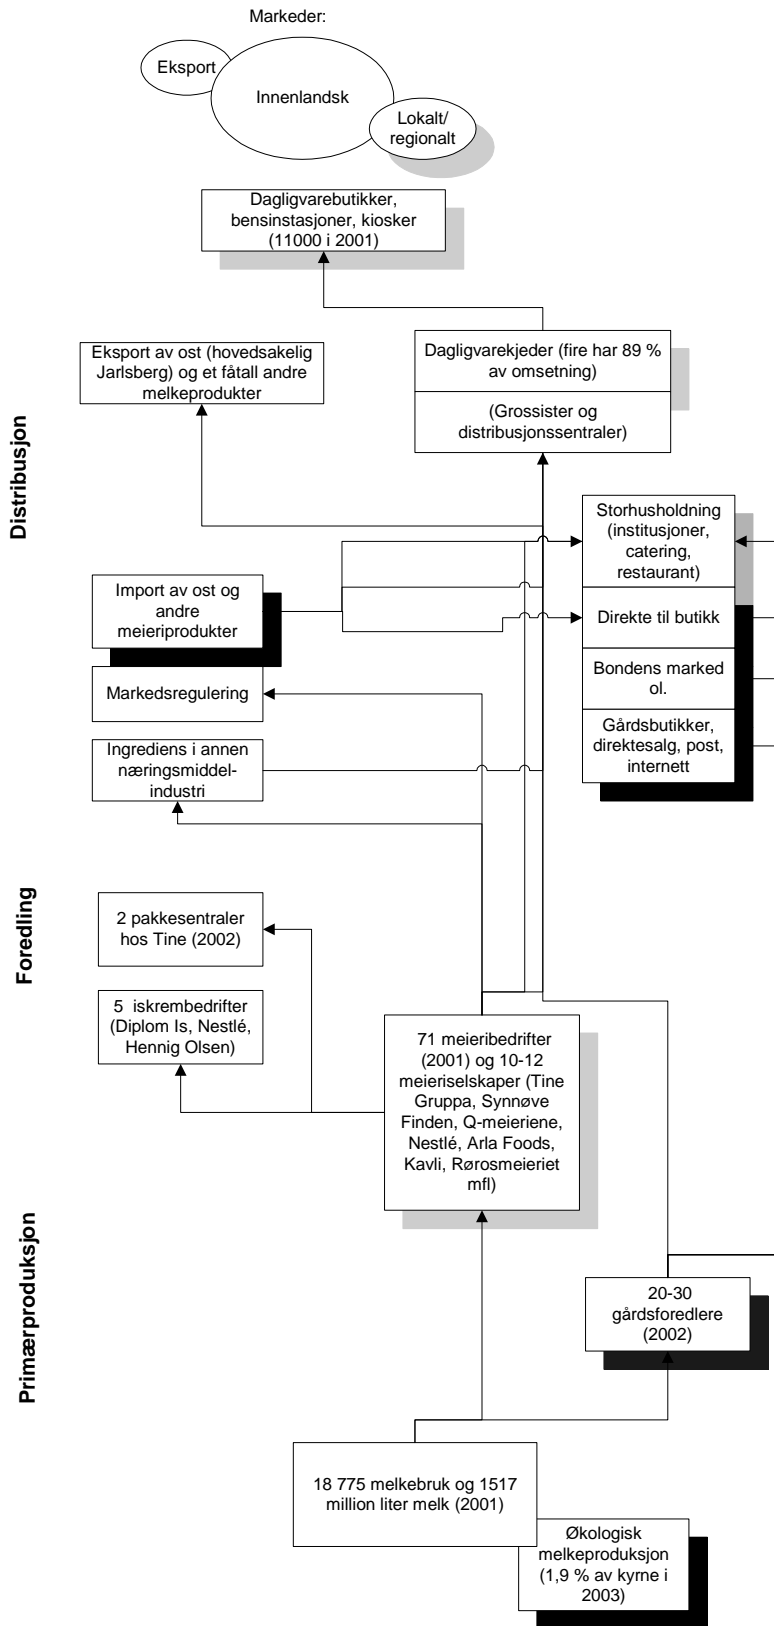 Markeder:
Eksport
Innenlandsk
Lokalt/
regionalt
Dagligvarebutikker,
bensinstasjoner, kiosker
(11000 i 2001)
Eksport av ost (hovedsakelig
Jarlsberg) og et fåtall andre
melkeprodukter
Dagligvarekjeder (fire har 89 %
av omsetning)
(Grossister og
distribusjonssentraler)
Distribusjon
Storhusholdning
(institusjoner,
catering,
restaurant)
Import av ost og
andre
meieriprodukter
Direkte til butikk
Markedsregulering
Bondens marked
ol.
Gårdsbutikker,
direktesalg, post,
internett
Ingrediens i annen
næringsmiddel-
industri
Foredling
2 pakkesentraler
hos Tine (2002)
5  iskrembedrifter
(Diplom Is, Nestlé,
Hennig Olsen)
71 meieribedrifter
(2001) og 10-12
meieriselskaper (Tine
Gruppa, Synnøve
Finden, Q-meieriene,
Nestlé, Arla Foods,
Kavli, Rørosmeieriet
mfl)
Primærproduksjon
20-30
gårdsforedlere
(2002)
18 775 melkebruk og 1517
million liter melk (2001)
Økologisk
melkeproduksjon
(1,9 % av kyrne i
2003)